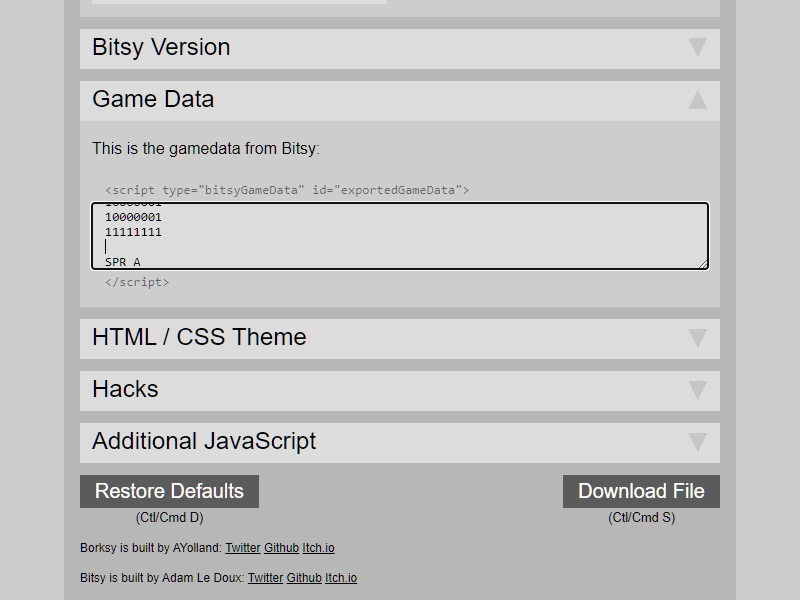 Bitsy Version
Game Data
This is the gamedata from Bitsy:
<script type="bitsyGameData" id="exportedGameData">
10000001
11111111
SPR A
</script>
HTML / CSS Theme
Hacks
Additional JavaScript
Restore Defaults
(Ctl/Cmd D)
Download File
(Ctl/Cmd S)
Borksy is built by AYolland: Twitter Github Itch.io
Bitsy is built by Adam Le Doux: Twitter Github Itch.io